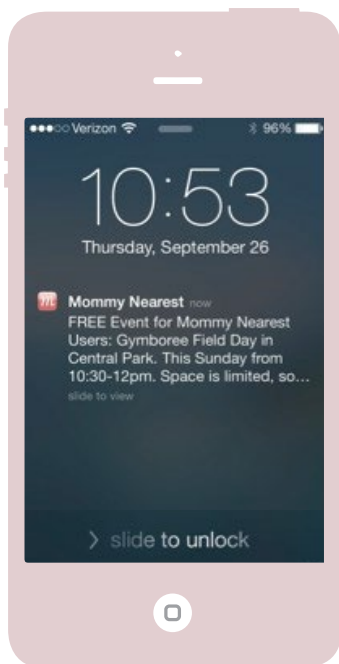 Verizon 96%
10:53
Thursday, September 26
m Mommy Nearest now
FREE Event for Mommy Nearest
Users: Gymboree Field Day in
Central Park. This Sunday from
10:30-12pm. Space is limited, so...
slide to view
slide to unlock